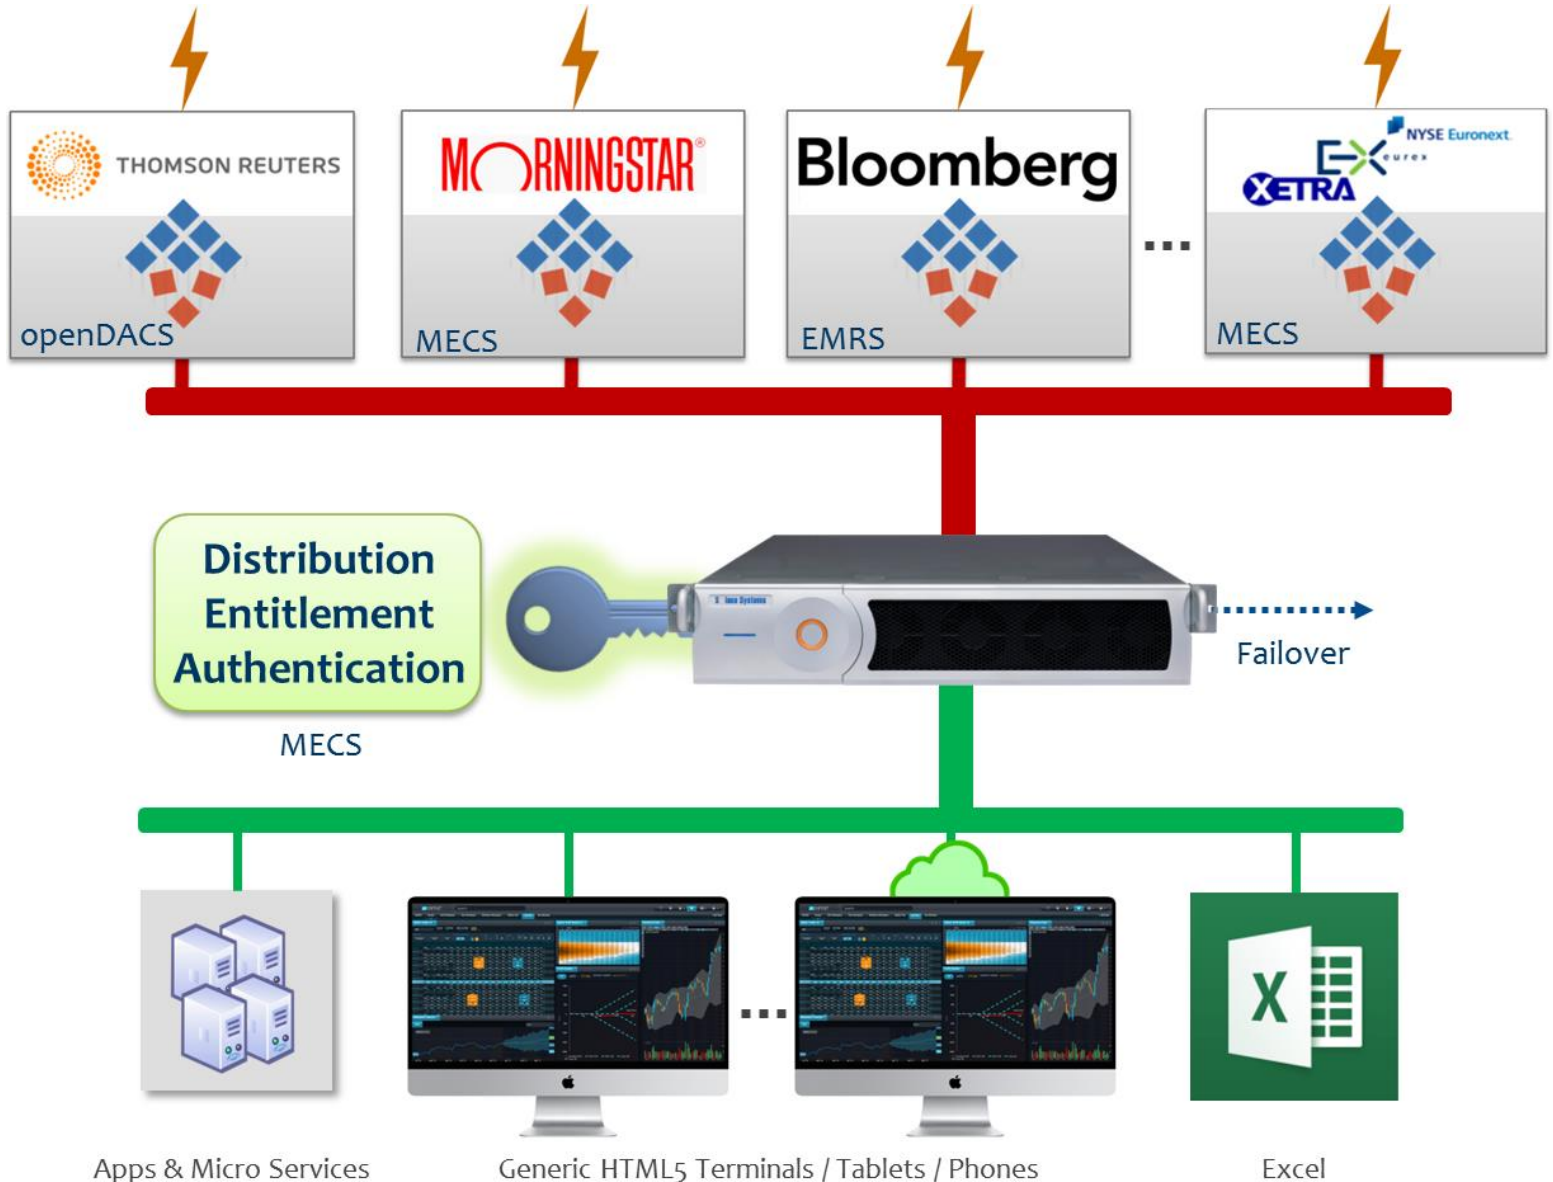 THOMSON REUTERS
MORNINGSTAR®
Bloomberg
NYSE Euronext.
EX
eurex
XETRA
...
openDACS
MECS
EMRS
MECS
Distribution
Entitlement
Authentication
MECS
Failover
...
X
Apps & Micro Services
Generic HTML5 Terminals / Tablets / Phones
Excel